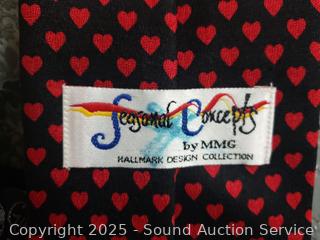 Seasonal Concepts
by MMG
HALLMARK DESIGN COLLECTION
Copyright 2025 - Sound Auction Service